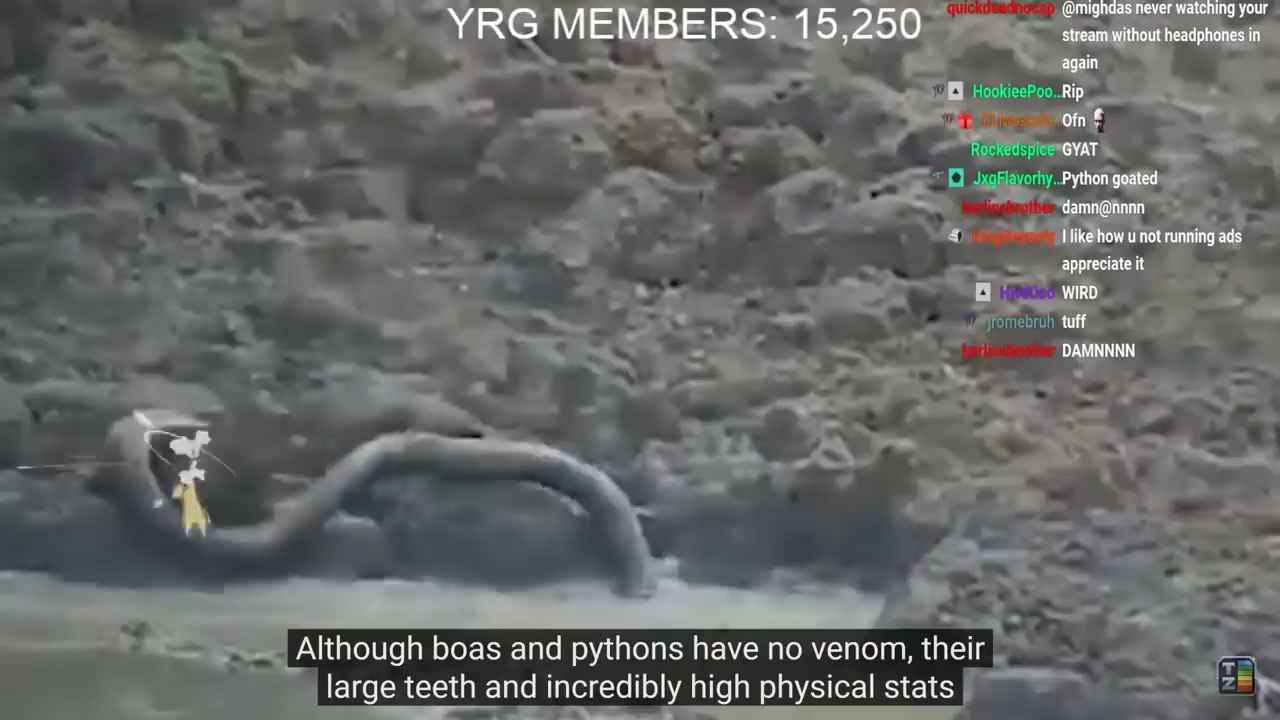 YRG MEMBERS: 15,250
quickdeadnocap @mighdas never watching your
stream without headphones in
again
HookieePoo... Rip
Ofn
Rockedspice GYAT
JxgFlavorhy... Python goated
berlinsbrother damn@nnnn
I like how u not running ads
appreciate it
WIRD
jromebruh tuff
berlinsbrother DAMNNNN
Although boas and pythons have no venom, their
large teeth and incredibly high physical stats
TZ